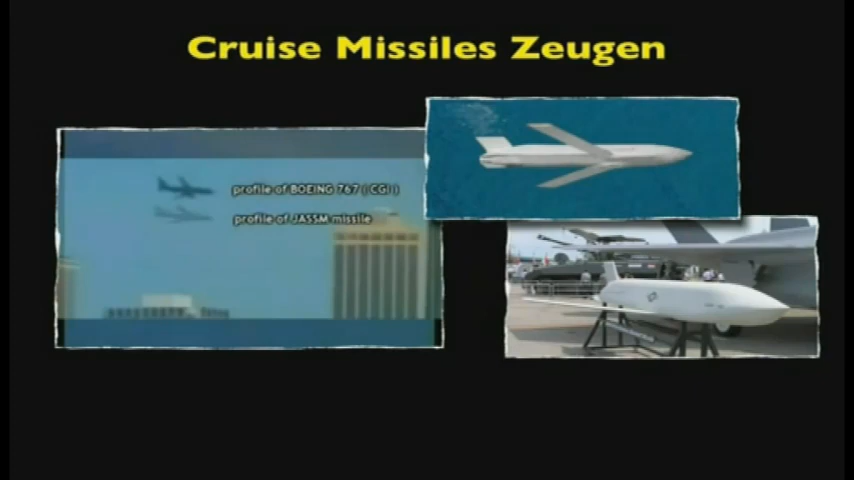 Cruise Missiles Zeugen
profile of BOEING 767 ( CGI )
profile of JASSM missile